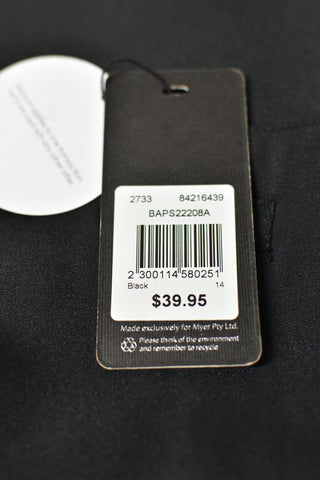 2733 84216439
BAPS22208A
2 300114 580251
Black 14
$39.95
Made exclusively for Myer Pty Ltd.
Please think of the environment
and remember to recycle